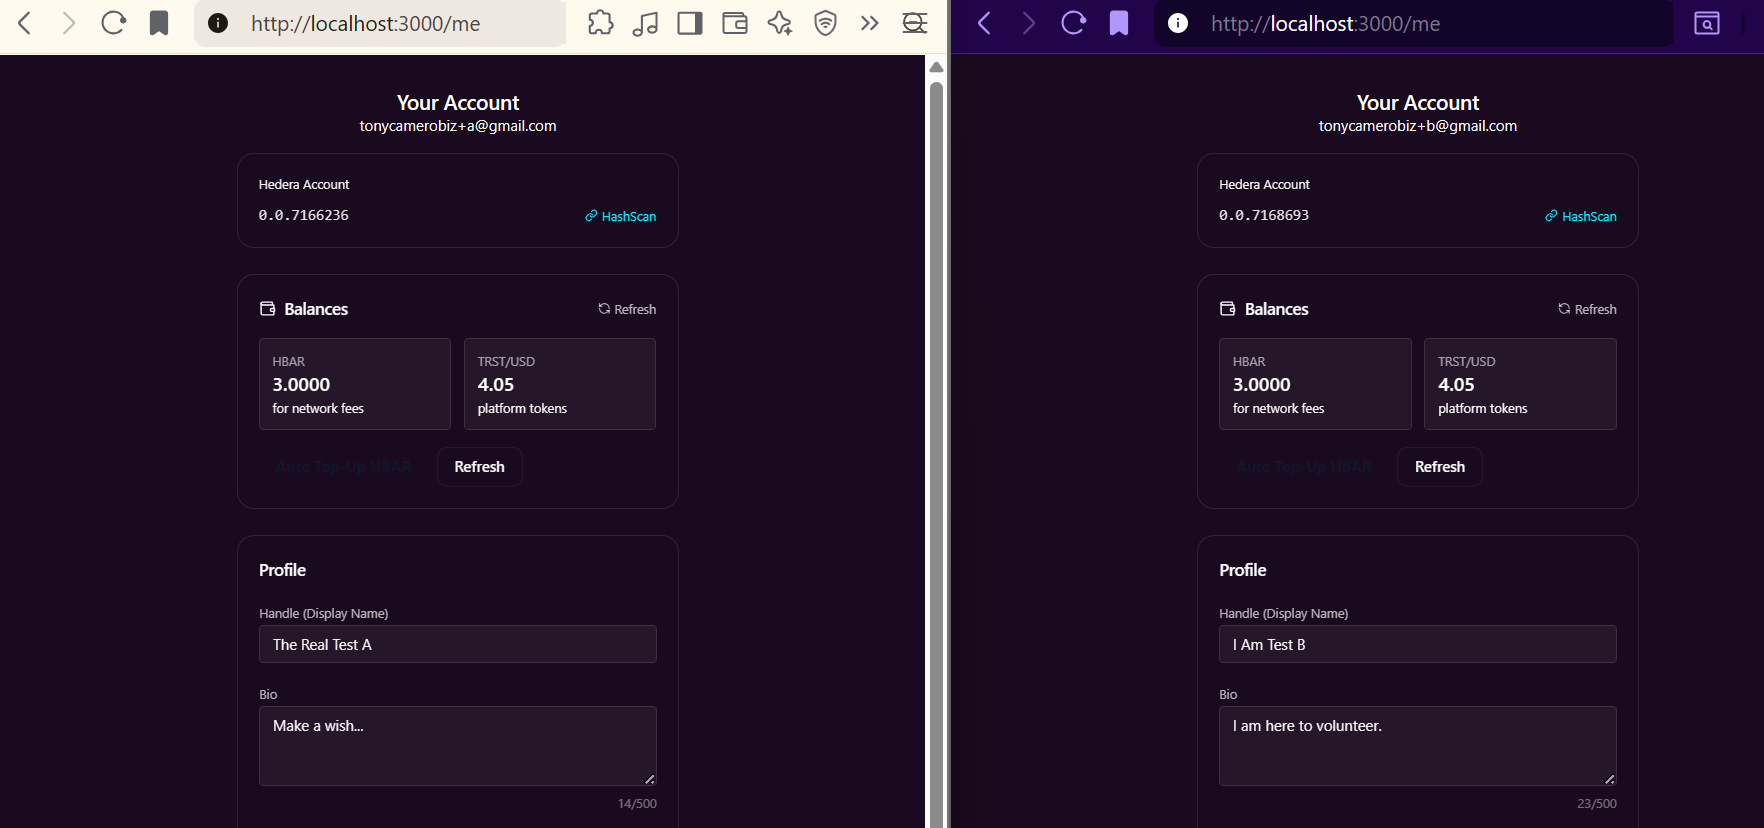 http://localhost:3000/me
Your Account
tonycamerobiz+a@gmail.com
Hedera Account
0.0.7166236
HashScan
Balances
Refresh
HBAR
3.0000
for network fees
TRST/USD
4.05
platform tokens
Auto Top-Up HBAR
Refresh
Profile
Handle (Display Name)
The Real Test A
Bio
Make a wish...
14/500
http://localhost:3000/me
Your Account
tonycamerobiz+b@gmail.com
Hedera Account
0.0.7168693
HashScan
Balances
Refresh
HBAR
3.0000
for network fees
TRST/USD
4.05
platform tokens
Auto Top-Up HBAR
Refresh
Profile
Handle (Display Name)
I Am Test B
Bio
I am here to volunteer.
23/500